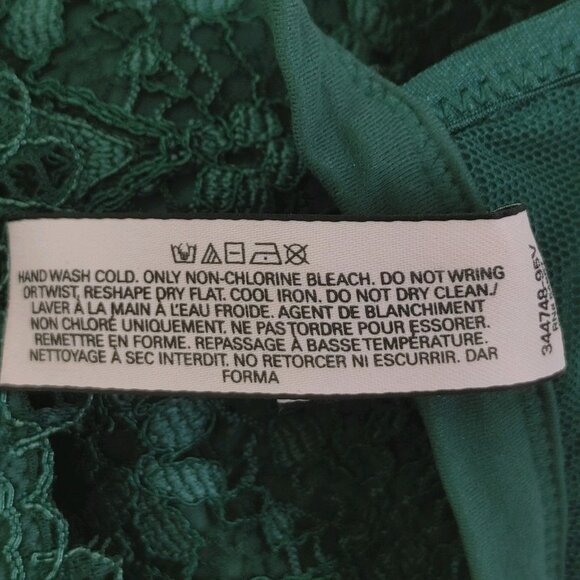 HAND WASH COLD. ONLY NON-CHLORINE BLEACH. DO NOT WRING
OR TWIST, RESHAPE DRY FLAT. COOL IRON. DO NOT DRY CLEAN./
LAVER À LA MAIN À L'EAU FROIDE. AGENT DE BLANCHIMENT
NON CHLORÉ UNIQUEMENT. NE PAS TORDRE POUR ESSORER.
REMETTRE EN FORME. REPASSAGE À BASSE TEMPÉRATURE.
NETTOYAGE À SEC INTERDIT, NO RETORCER NI ESCURRIR. DAR
FORMA
344748-96V